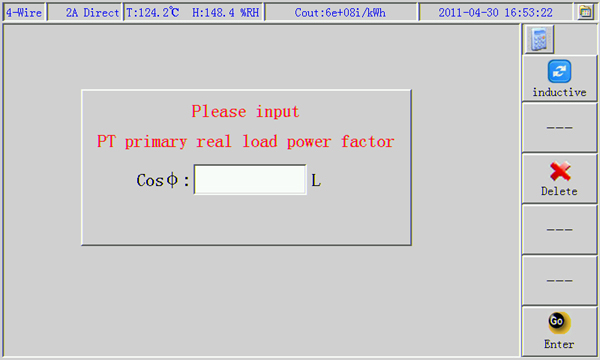 4-Wire 2A Direct T:124.2℃ H:148.4 %RH Cout:6e+08i/kWh 2011-04-30 16:53:22
inductive
---
Please input
PT primary real load power factor
Cosφ: L
Delete
---
---
Go
Enter